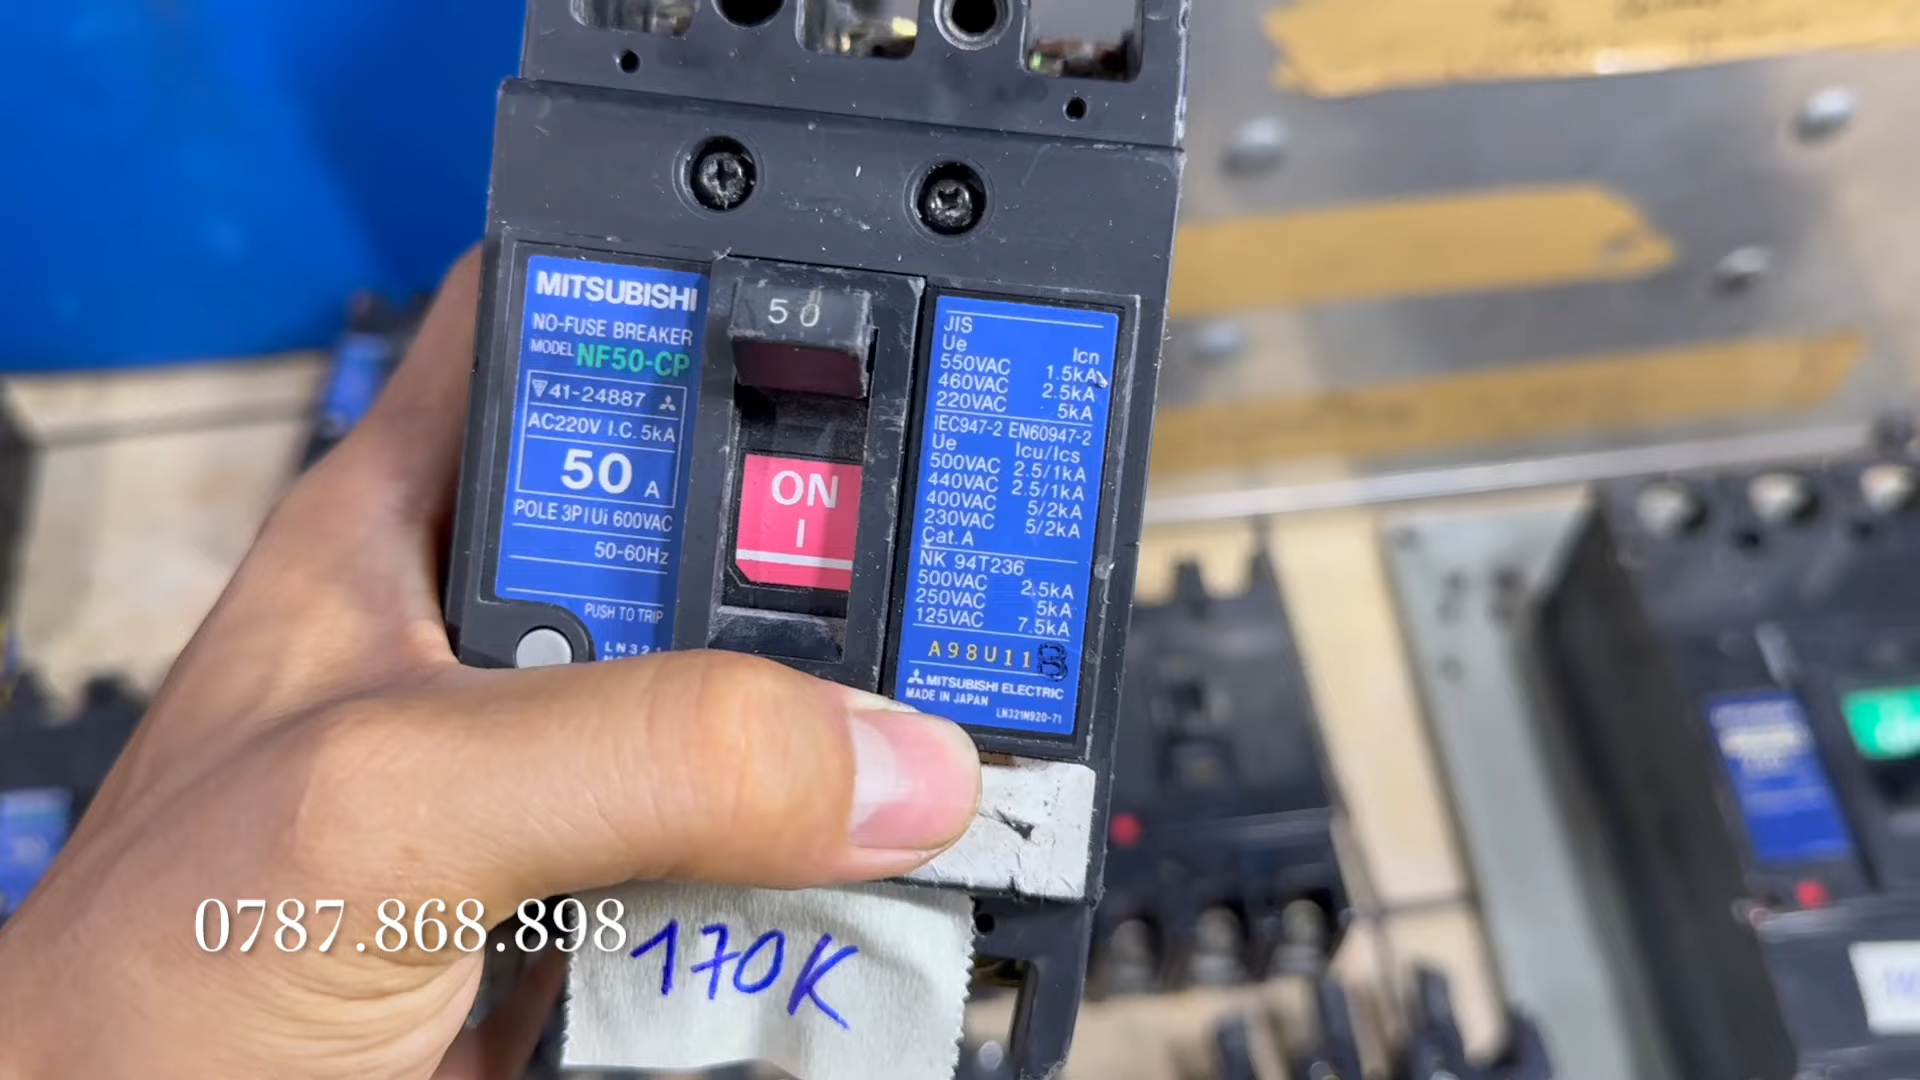 50
MITSUBISHI
NO-FUSE BREAKER
MODEL NF50-CP
41-24887
AC220V I.C. 5kA
50 A
POLE 3P Ui 600VAC
50-60Hz
PUSH TO TRIP
LN321
ON
I
JIS
Ue Icn
550VAC 1.5kA
460VAC 2.5kA
220VAC 5kA
IEC947-2 EN60947-2
Ue Icu/Ics
500VAC 2.5/1kA
440VAC 2.5/1kA
400VAC 5/2kA
230VAC 5/2kA
Cat.A
NK 94T236
500VAC 2.5kA
250VAC 5kA
125VAC 7.5kA
A98U11B
MITSUBISHI ELECTRIC
MADE IN JAPAN
LN321N920-71
0787.868.898
170K